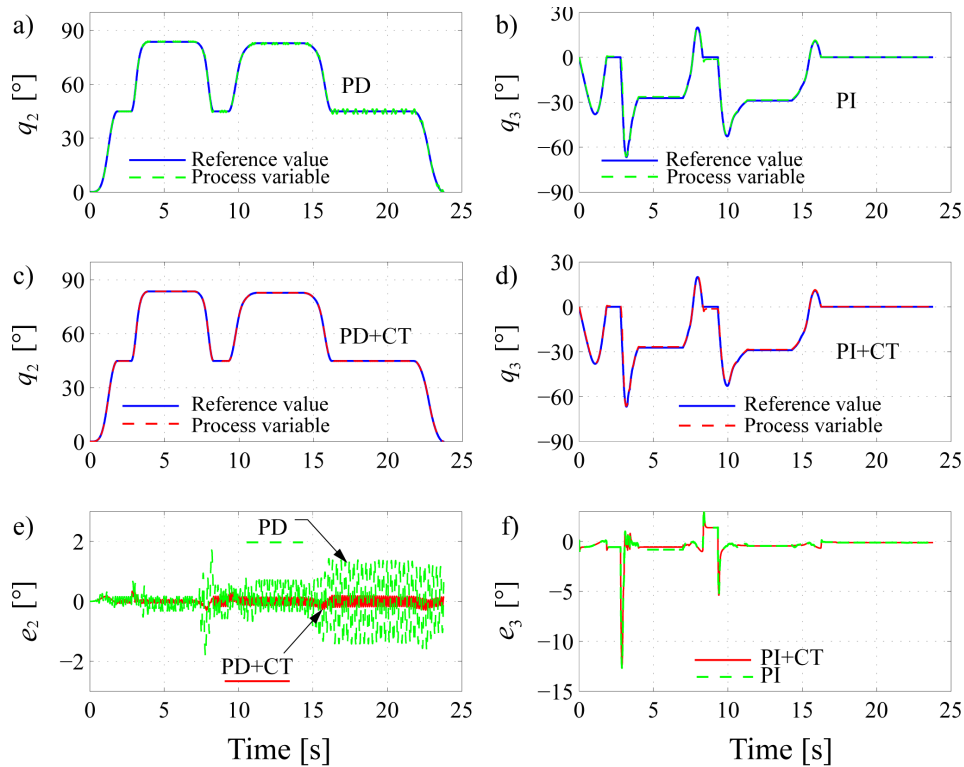 a)
90
60
30
0
q2 [°]
PD
Reference value
Process variable
0 5 10 15 20 25
b)
30
0
−30
−60
−90
q3 [°]
PI
Reference value
Process variable
0 5 10 15 20 25
c)
90
60
30
0
q2 [°]
PD+CT
Reference value
Process variable
0 5 10 15 20 25
d)
30
0
−30
−60
−90
q3 [°]
PI+CT
Reference value
Process variable
0 5 10 15 20 25
e)
2
0
−2
e2 [°]
PD
PD+CT
0 5 10 15 20 25
Time [s]
f)
0
−5
−10
−15
e3 [°]
PI+CT
PI
0 5 10 15 20 25
Time [s]